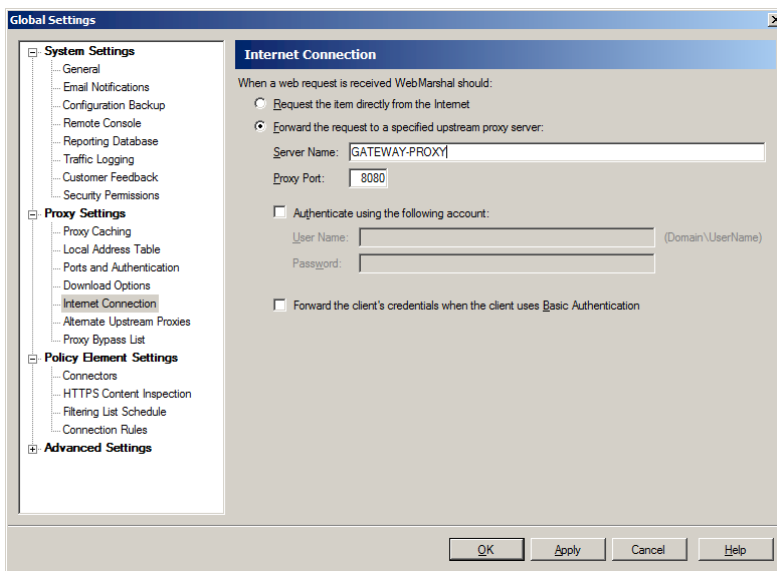 Global Settings
System Settings
General
Email Notifications
Configuration Backup
Remote Console
Reporting Database
Traffic Logging
Customer Feedback
Security Permissions
Proxy Settings
Proxy Caching
Local Address Table
Ports and Authentication
Download Options
Internet Connection
Alternate Upstream Proxies
Proxy Bypass List
Policy Element Settings
Connectors
HTTPS Content Inspection
Filtering List Schedule
Connection Rules
Advanced Settings
Internet Connection
When a web request is received WebMarshal should:
Request the item directly from the Internet
Forward the request to a specified upstream proxy server:
Server Name: GATEWAY-PROXY
Proxy Port: 8080
Authenticate using the following account:
User Name: (Domain\UserName)
Password:
Forward the client's credentials when the client uses Basic Authentication
OK Apply Cancel Help